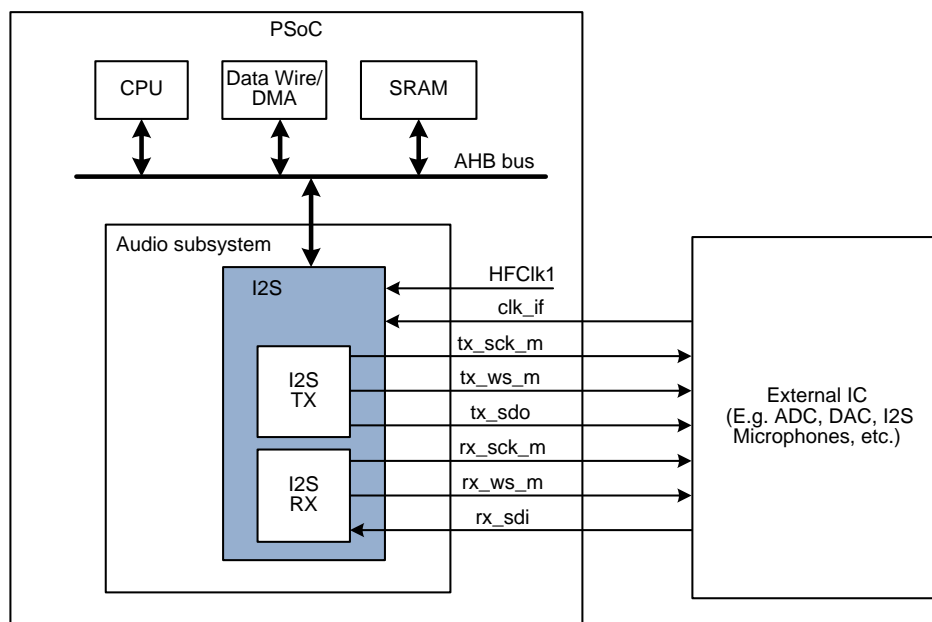 PSoC
CPU
Data Wire/
DMA
SRAM
AHB bus
Audio subsystem
I2S
HFClk1
clk_if
tx_sck_m
tx_ws_m
tx_sdo
rx_sck_m
rx_ws_m
rx_sdi
I2S
TX
I2S
RX
External IC
(E.g. ADC, DAC, I2S
Microphones, etc.)